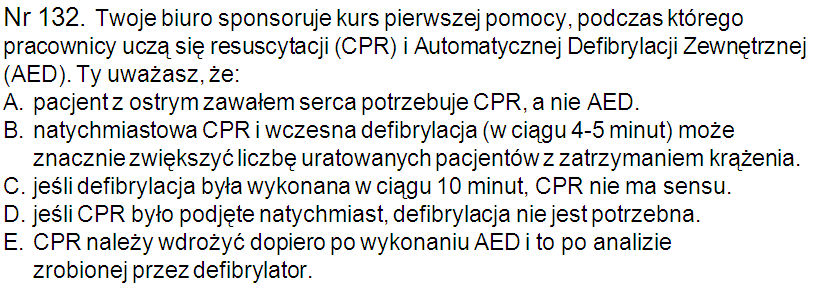 Nr 132. Twoje biuro sponsoruje kurs pierwszej pomocy, podczas którego
pracownicy uczą się resuscytacji (CPR) i Automatycznej Defibrylacji Zewnętrznej
(AED). Ty uważasz, że:
A. pacjent z ostrym zawałem serca potrzebuje CPR, a nie AED.
B. natychmiastowa CPR i wczesna defibrylacja (w ciągu 4-5 minut) może
znacznie zwiększyć liczbę uratowanych pacjentów z zatrzymaniem krążenia.
C. jeśli defibrylacja była wykonana w ciągu 10 minut, CPR nie ma sensu.
D. jeśli CPR było podjęte natychmiast, defibrylacja nie jest potrzebna.
E. CPR należy wdrożyć dopiero po wykonaniu AED i to po analizie
zrobionej przez defibrylator.